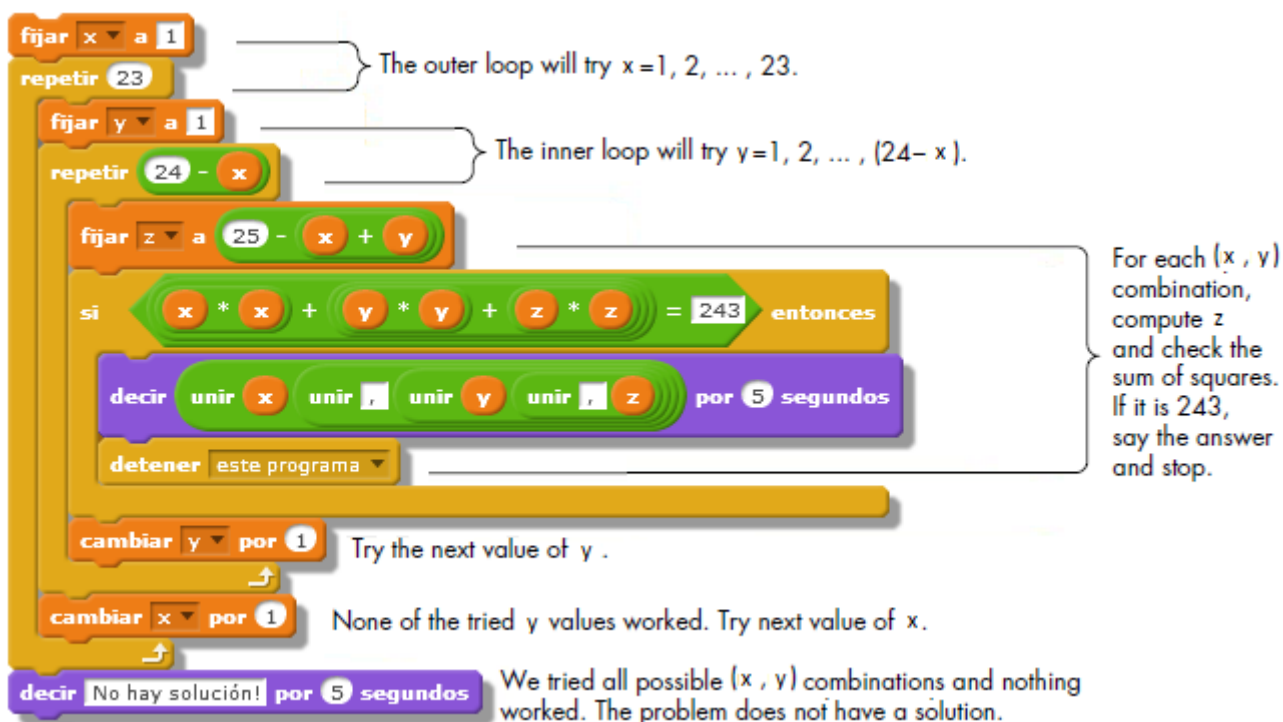 fijar x a 1
repetir 23
The outer loop will try x = 1, 2, ... , 23.
fijar y a 1
repetir 24 - x
The inner loop will try y = 1, 2, ... , (24- x ).
fijar z a 25 - x + y
si x * x + y * y + z * z = 243 entonces
decir unir x unir , unir y unir , z por 5 segundos
detener este programa
For each (x , y)
combination,
compute z
and check the
sum of squares.
If it is 243,
say the answer
and stop.
cambiar y por 1
Try the next value of y .
cambiar x por 1
None of the tried y values worked. Try next value of x.
decir No hay solución! por 5 segundos
We tried all possible (x , y) combinations and nothing
worked. The problem does not have a solution.